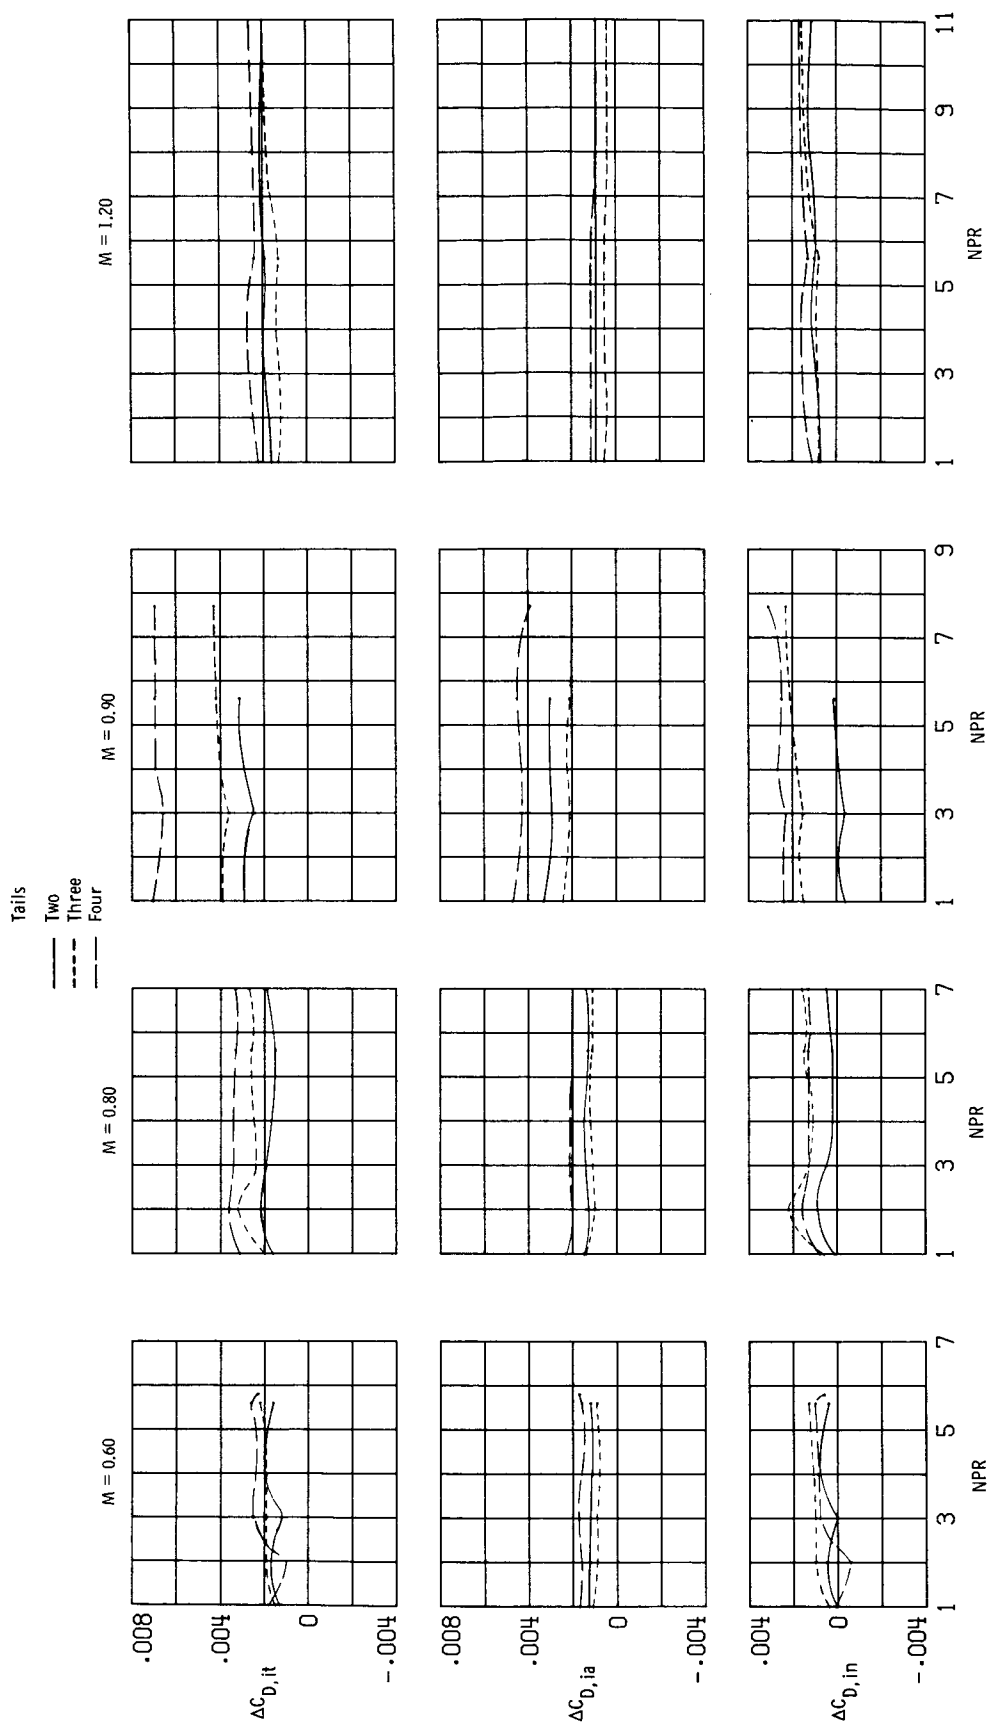 Tails
Two
Three
Four
M = 0.60
M = 0.80
M = 0.90
M = 1.20
ΔC_D,it
.008
.004
0
-.004
ΔC_D,ia
.008
.004
0
-.004
ΔC_D,in
.004
0
-.004
1 3 5 7
1 3 5 7
1 3 5 7 9
1 3 5 7 9 11
NPR
NPR
NPR
NPR